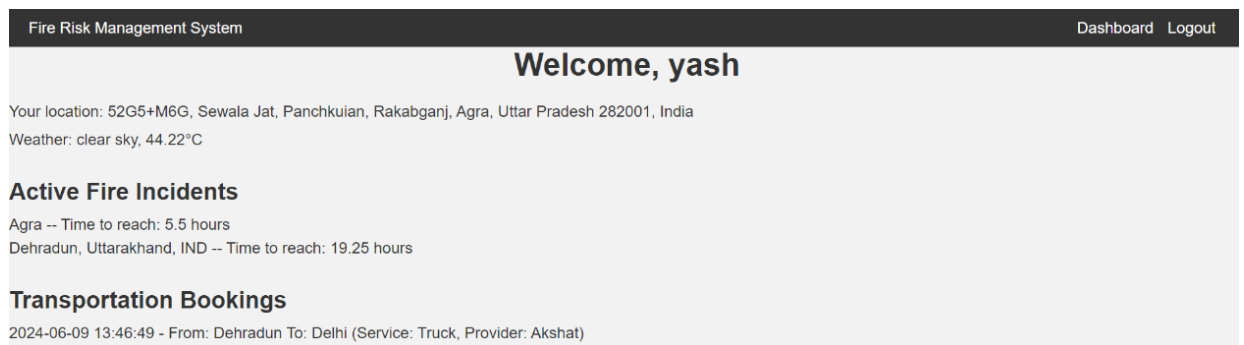 Fire Risk Management System Dashboard Logout
Welcome, yash
Your location: 52G5+M6G, Sewala Jat, Panchkuian, Rakabganj, Agra, Uttar Pradesh 282001, India
Weather: clear sky, 44.22°C
Active Fire Incidents
Agra -- Time to reach: 5.5 hours
Dehradun, Uttarakhand, IND -- Time to reach: 19.25 hours
Transportation Bookings
2024-06-09 13:46:49 - From: Dehradun To: Delhi (Service: Truck, Provider: Akshat)